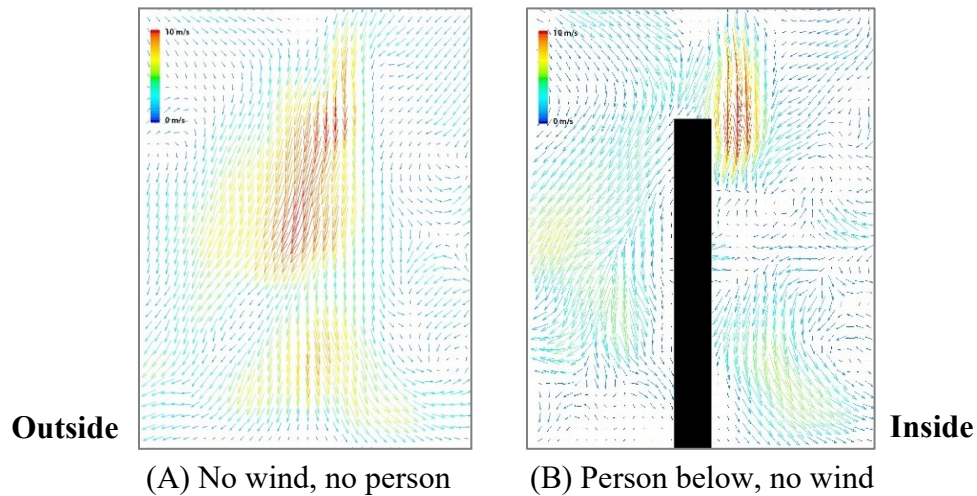 10 m/s
0 m/s
10 m/s
0 m/s
Outside
Inside
(A) No wind, no person
(B) Person below, no wind